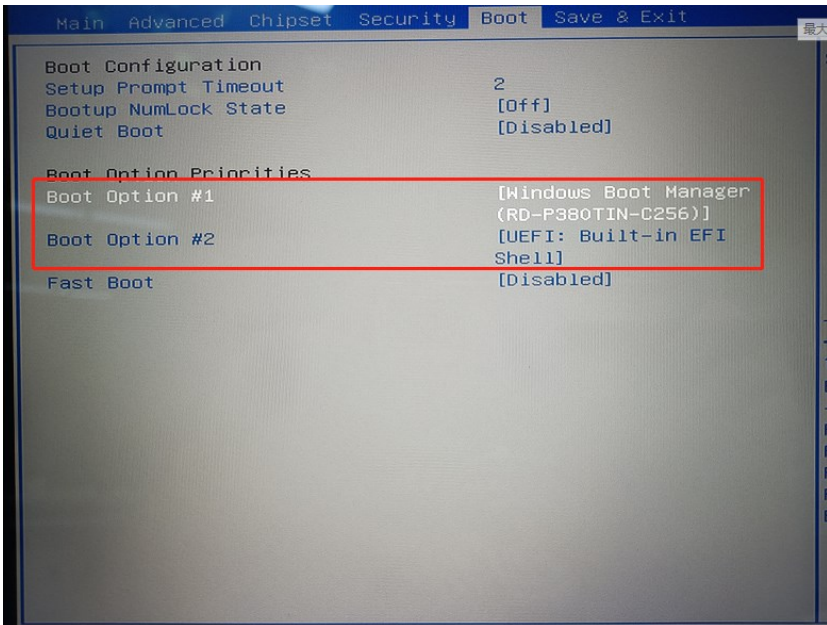 Main Advanced Chipset Security Boot Save & Exit
最大
Boot Configuration
Setup Prompt Timeout 2
Bootup NumLock State [Off]
Quiet Boot [Disabled]
Boot Option Priorities
Boot Option #1 [Windows Boot Manager
(RD-P380TIN-C256)]
Boot Option #2 [UEFI: Built-in EFI
Shell]
Fast Boot [Disabled]